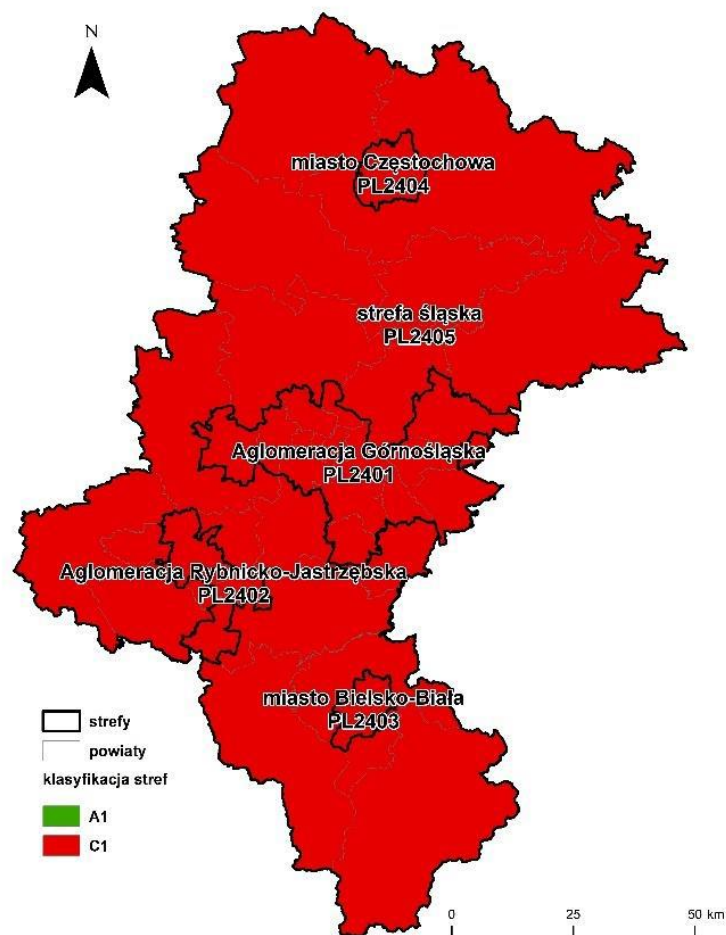 N
miasto Częstochowa
PL2404
strefa śląska
PL2405
Aglomeracja Górnośląska
PL2401
Aglomeracja Rybnicko-Jastrzębska
PL2402
miasto Bielsko-Biała
PL2403
strefy
powiaty
klasyfikacja stref
A1
C1
0 25 50 km